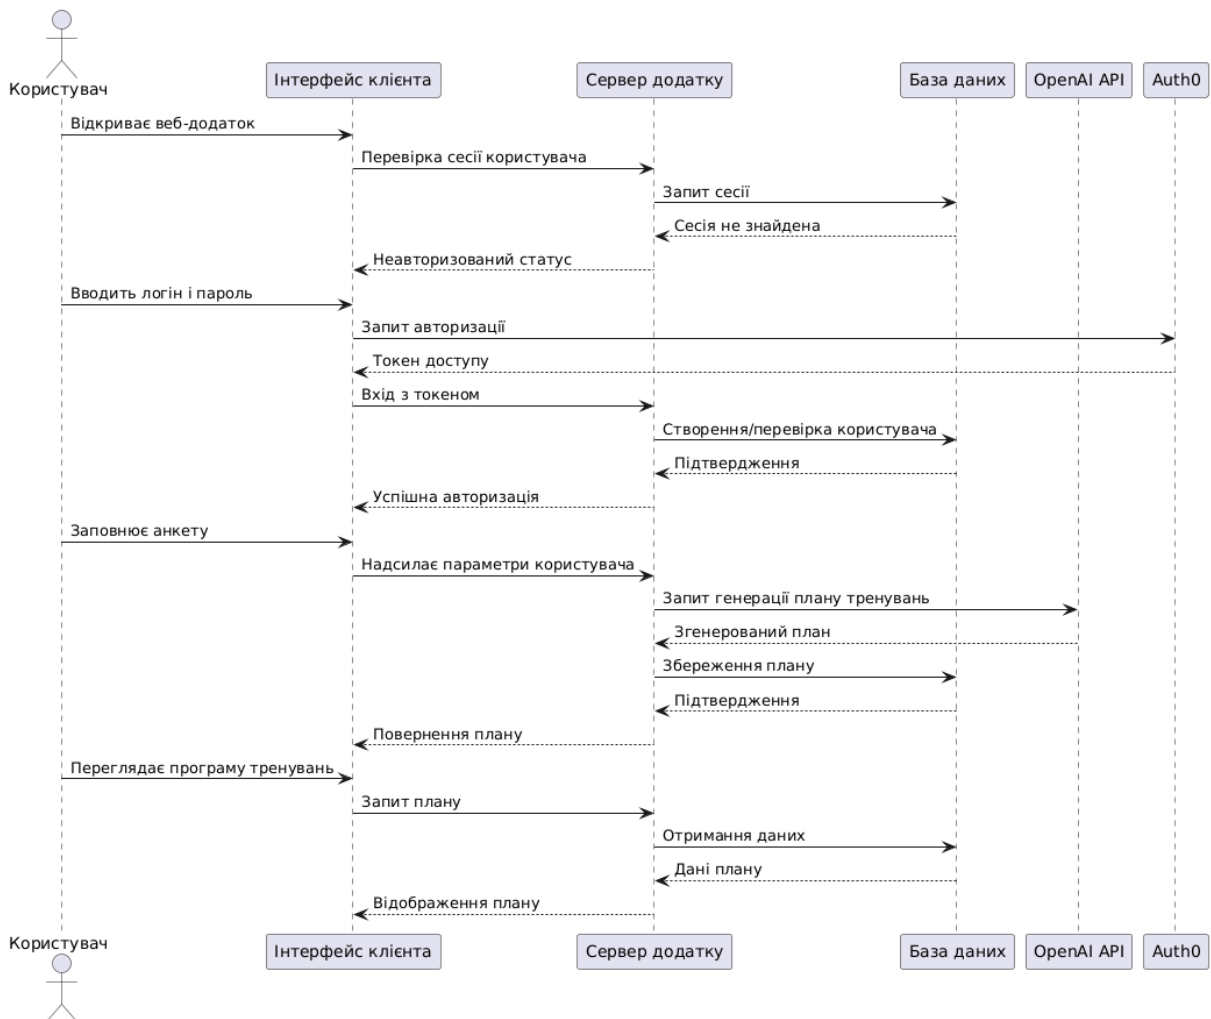 Користувач
Інтерфейс клієнта
Сервер додатку
База даних
OpenAI API
Auth0
Відкриває веб-додаток
Перевірка сесії користувача
Запит сесії
Сесія не знайдена
Неавторизований статус
Вводить логін і пароль
Запит авторизації
Токен доступу
Вхід з токеном
Створення/перевірка користувача
Підтвердження
Успішна авторизація
Заповнює анкету
Надсилає параметри користувача
Запит генерації плану тренувань
Згенерований план
Збереження плану
Підтвердження
Повернення плану
Переглядає програму тренувань
Запит плану
Отримання даних
Дані плану
Відображення плану
Користувач
Інтерфейс клієнта
Сервер додатку
База даних
OpenAI API
Auth0